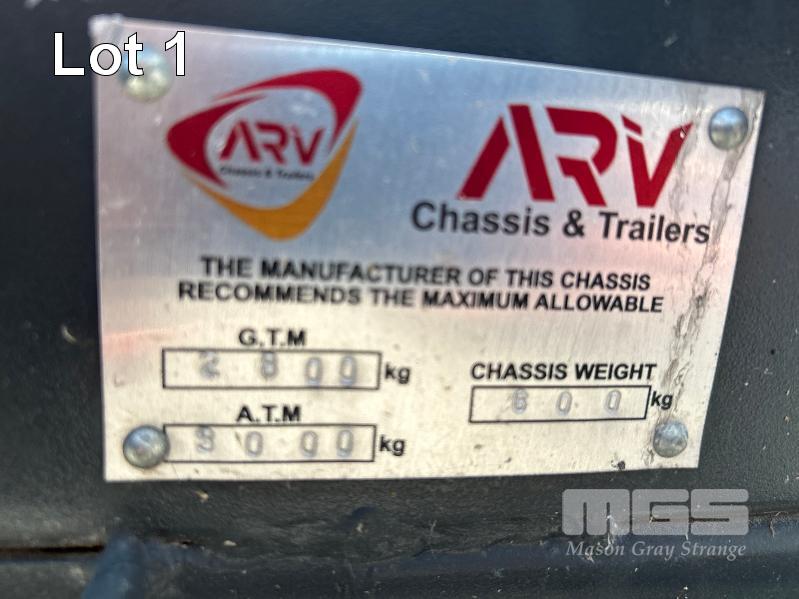 Lot 1
ARV
Chassis & Trailers
ARV
Chassis & Trailers
THE MANUFACTURER OF THIS CHASSIS
RECOMMENDS THE MAXIMUM ALLOWABLE
G.T.M
2800 kg
CHASSIS WEIGHT
600 kg
A.T.M
3000 kg
MGS
Mason Gray Strange